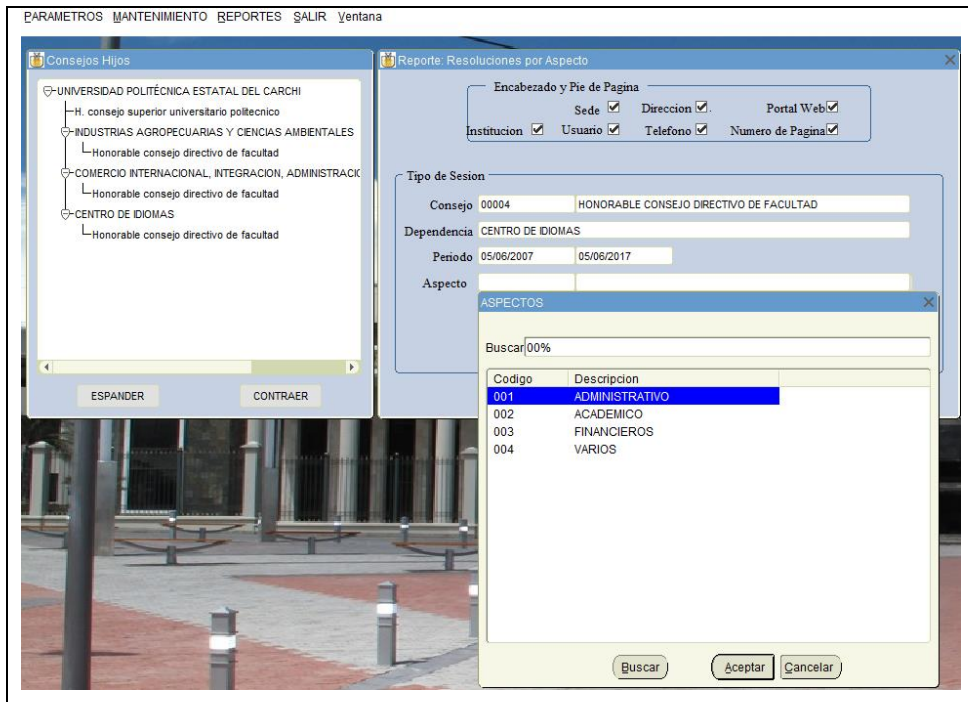 PARAMETROS MANTENIMIENTO REPORTES SALIR Ventana
Consejos Hijos
UNIVERSIDAD POLITÉCNICA ESTATAL DEL CARCHI
H. consejo superior universitario politecnico
INDUSTRIAS AGROPECUARIAS Y CIENCIAS AMBIENTALES
Honorable consejo directivo de facultad
COMERCIO INTERNACIONAL, INTEGRACION, ADMINISTRACI
Honorable consejo directivo de facultad
CENTRO DE IDIOMAS
Honorable consejo directivo de facultad
ESPANDER CONTRAER
Reporte: Resoluciones por Aspecto
Encabezado y Pie de Pagina
Sede Direccion . Portal Web
Institucion Usuario Telefono Numero de Pagina
Tipo de Sesion
Consejo 00004 HONORABLE CONSEJO DIRECTIVO DE FACULTAD
Dependencia CENTRO DE IDIOMAS
Periodo 05/06/2007 05/06/2017
Aspecto
ASPECTOS
Buscar 00%
Codigo Descripcion
001 ADMINISTRATIVO
002 ACADEMICO
003 FINANCIEROS
004 VARIOS
Buscar Aceptar Cancelar